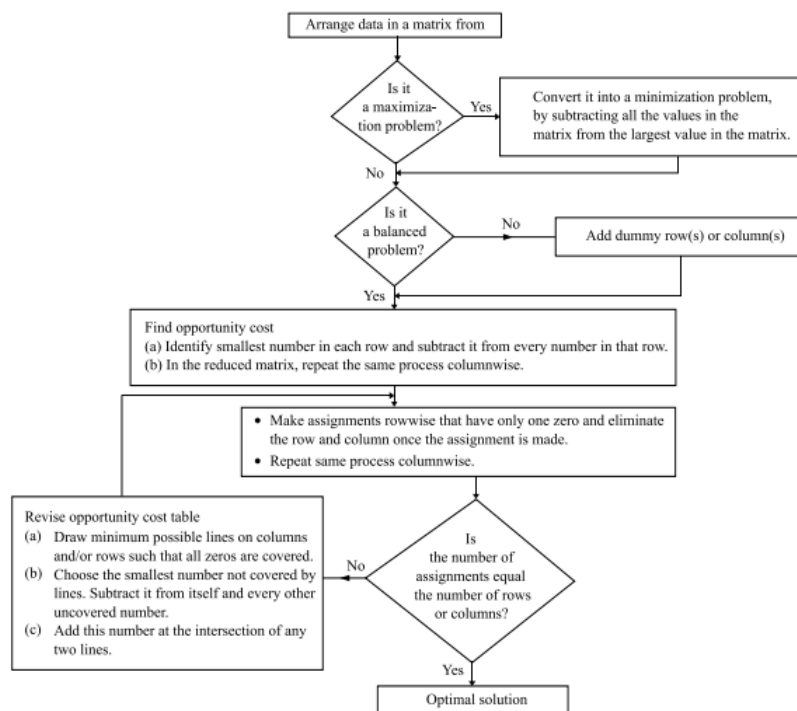 Arrange data in a matrix from
Is it
a maximiza-
tion problem?
Yes
Convert it into a minimization problem,
by subtracting all the values in the
matrix from the largest value in the matrix.
No
Is it
a balanced
problem?
No
Add dummy row(s) or column(s)
Yes
Find opportunity cost
(a) Identify smallest number in each row and subtract it from every number in that row.
(b) In the reduced matrix, repeat the same process columnwise.
• Make assignments rowwise that have only one zero and eliminate
the row and column once the assignment is made.
• Repeat same process columnwise.
Is
the number of
assignments equal
the number of rows
or columns?
No
Revise opportunity cost table
(a) Draw minimum possible lines on columns
and/or rows such that all zeros are covered.
(b) Choose the smallest number not covered by
lines. Subtract it from itself and every other
uncovered number.
(c) Add this number at the intersection of any
two lines.
Yes
Optimal solution